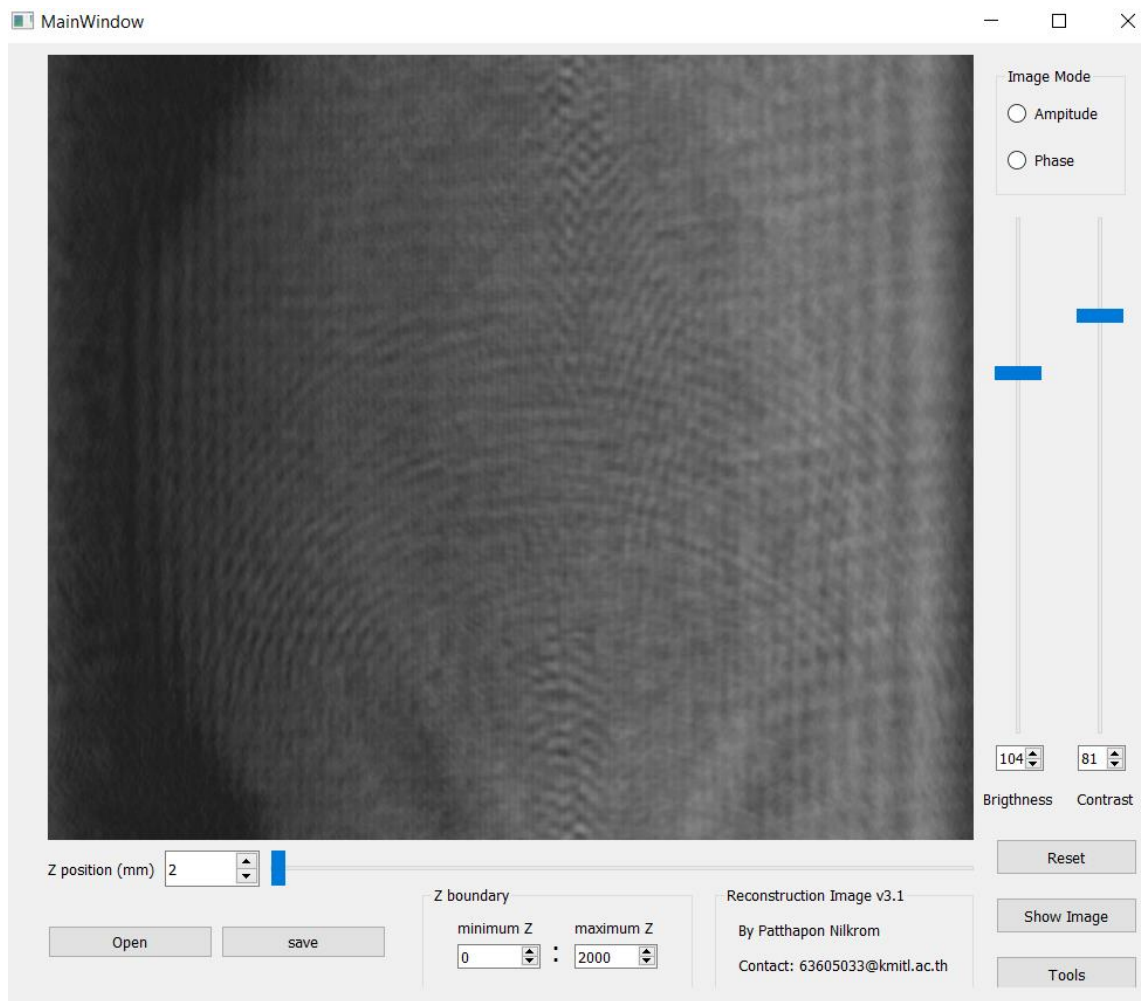 MainWindow
Image Mode
Ampitude
Phase
104
81
Brigthness
Contrast
Z position (mm)
2
Reset
Z boundary
Reconstruction Image v3.1
minimum Z
maximum Z
By Patthapon Nilkrom
Show Image
Open
save
0
:
2000
Contact: 63605033@kmitl.ac.th
Tools